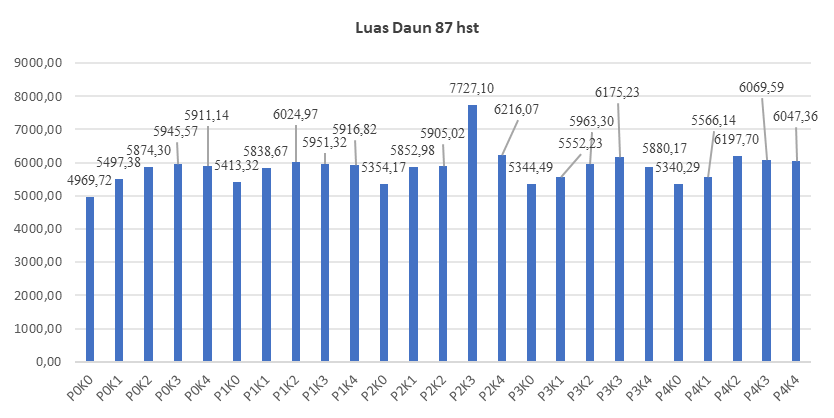 Luas Daun 87 hst
9000,00
8000,00
7000,00
6000,00
5000,00
4000,00
3000,00
2000,00
1000,00
0,00
4969,72
5497,38
5874,30
5945,57
5911,14
5413,32
5838,67
6024,97
5951,32
5916,82
5354,17
5852,98
5905,02
7727,10
6216,07
5344,49
5552,23
5963,30
6175,23
5880,17
5340,29
5566,14
6197,70
6069,59
6047,36
P0K0
P0K1
P0K2
P0K3
P0K4
P1K0
P1K1
P1K2
P1K3
P1K4
P2K0
P2K1
P2K2
P2K3
P2K4
P3K0
P3K1
P3K2
P3K3
P3K4
P4K0
P4K1
P4K2
P4K3
P4K4